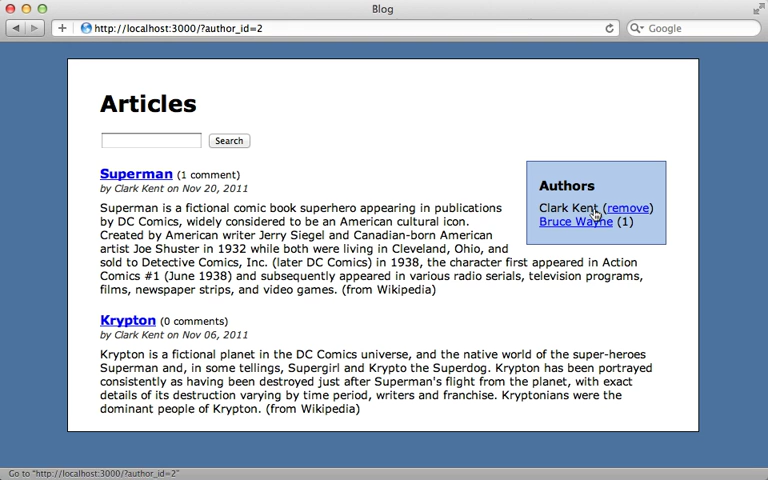 Blog
http://localhost:3000/?author_id=2
Google
Articles
Search
Superman (1 comment)
by Clark Kent on Nov 20, 2011
Superman is a fictional comic book superhero appearing in publications
by DC Comics, widely considered to be an American cultural icon.
Created by American writer Jerry Siegel and Canadian-born American
artist Joe Shuster in 1932 while both were living in Cleveland, Ohio, and
sold to Detective Comics, Inc. (later DC Comics) in 1938, the character first appeared in Action
Comics #1 (June 1938) and subsequently appeared in various radio serials, television programs,
films, newspaper strips, and video games. (from Wikipedia)
Authors
Clark Kent (remove)
Bruce Wayne (1)
Krypton (0 comments)
by Clark Kent on Nov 06, 2011
Krypton is a fictional planet in the DC Comics universe, and the native world of the super-heroes
Superman and, in some tellings, Supergirl and Krypto the Superdog. Krypton has been portrayed
consistently as having been destroyed just after Superman's flight from the planet, with exact
details of its destruction varying by time period, writers and franchise. Kryptonians were the
dominant people of Krypton. (from Wikipedia)
Go to "http://localhost:3000/?author_id=2"